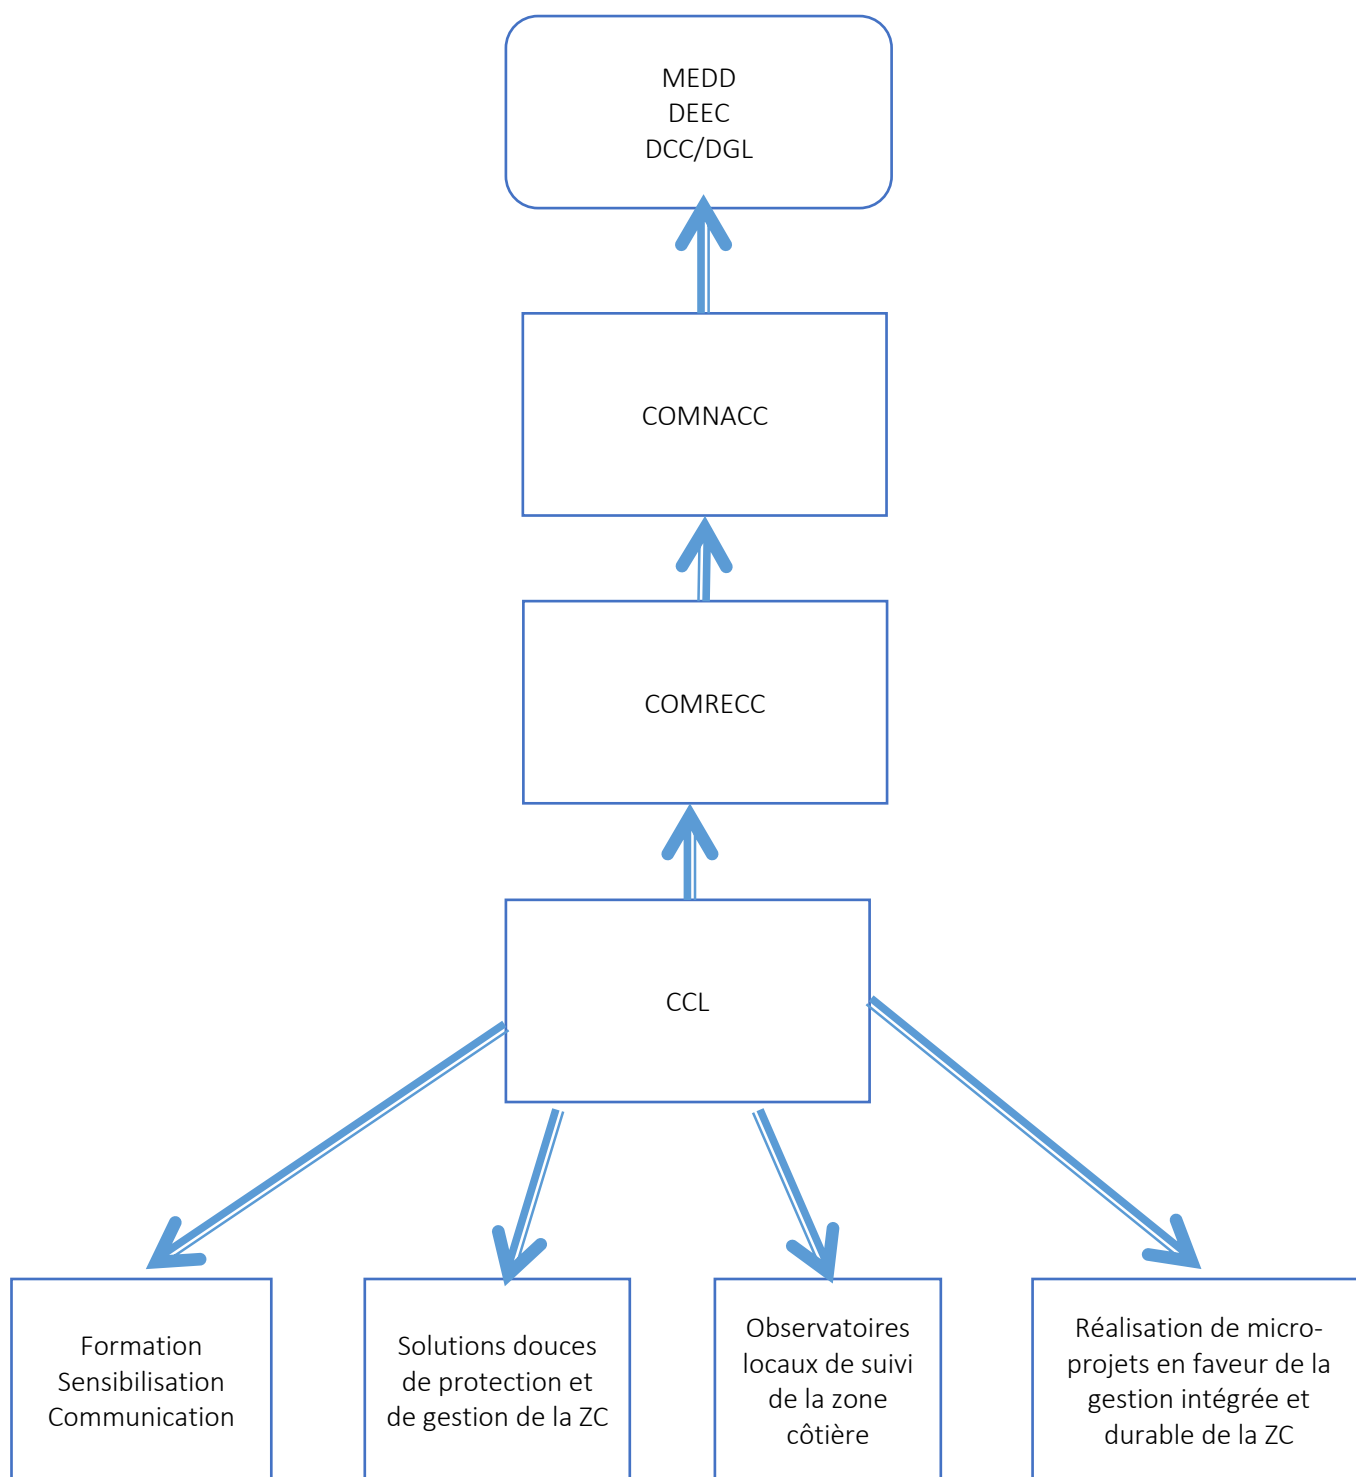 MEDD
DEEC
DCC/DGL
COMNACC
COMRECC
CCL
Formation
Sensibilisation
Communication
Solutions douces
de protection et
de gestion de la ZC
Observatoires
locaux de suivi
de la zone
côtière
Réalisation de micro-
projets en faveur de la
gestion intégrée et
durable de la ZC